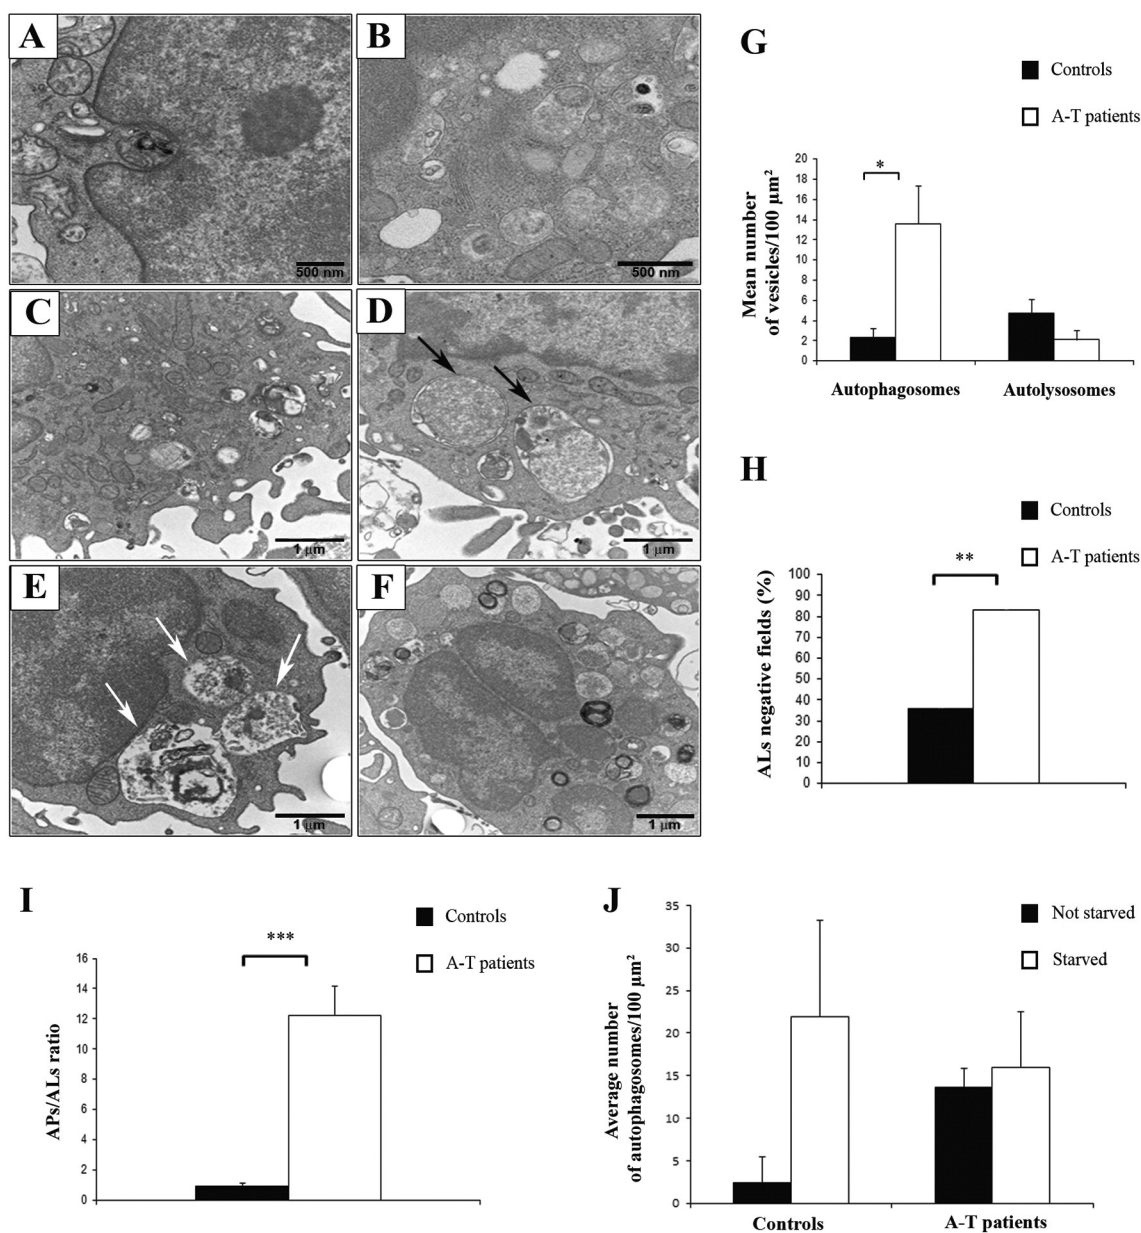 A
500 nm
B
500 nm
C
1 μm
D
1 μm
E
1 μm
F
1 μm
G
Controls
A-T patients
Mean number
of vesicles/100 μm²
20
18
16
14
12
10
8
6
4
2
0
*
Autophagosomes
Autolysosomes
H
Controls
A-T patients
ALs negative fields (%)
100
90
80
70
60
50
40
30
20
10
0
**
I
Controls
A-T patients
APs/ALs ratio
16
14
12
10
8
6
4
2
0
***
J
Not starved
Starved
Average number
of autophagosomes/100 μm²
35
30
25
20
15
10
5
0
Controls
A-T patients